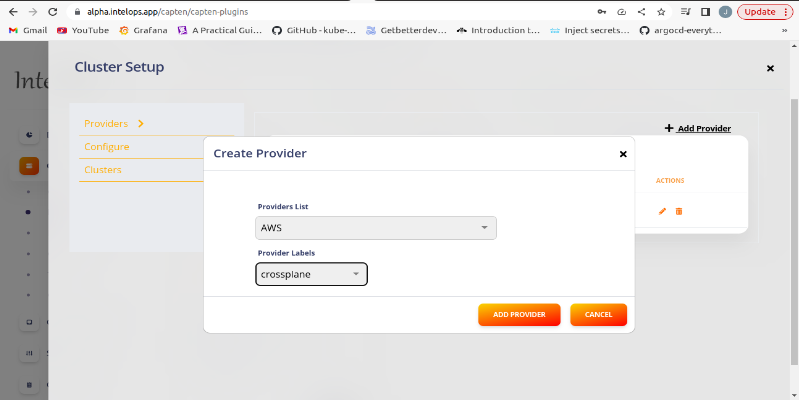 alpha.intelops.app/capten/capten-plugins
Update
Gmail
YouTube
Grafana
A Practical Gui…
GitHub - kube-…
Getbetterdev…
Introduction t…
Inject secrets…
argocd-everyt…
»
J
Cluster Setup
Providers
Configure
Clusters
Add Provider
ACTIONS
Create Provider
Providers List
AWS
Provider Labels
crossplane
ADD PROVIDER
CANCEL